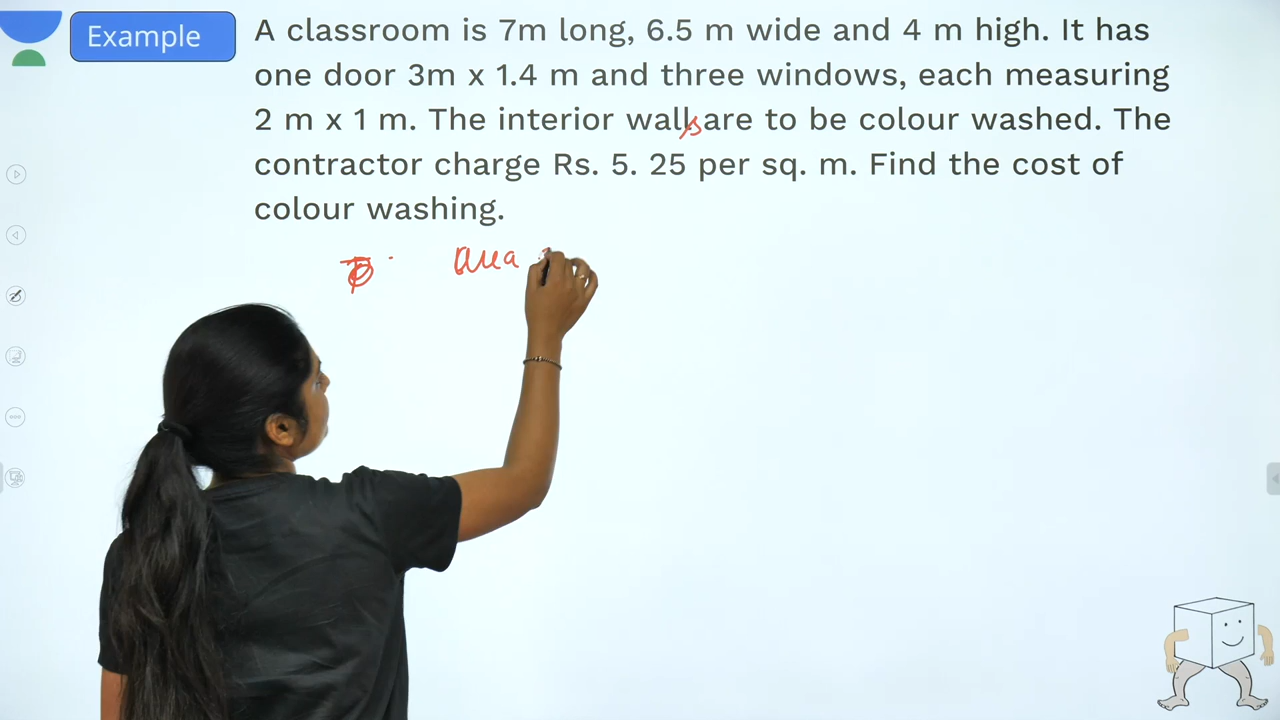 Example
A classroom is 7m long, 6.5 m wide and 4 m high. It has
one door 3m x 1.4 m and three windows, each measuring
2 m x 1 m. The interior walls are to be colour washed. The
contractor charge Rs. 5. 25 per sq. m. Find the cost of
colour washing.
Area